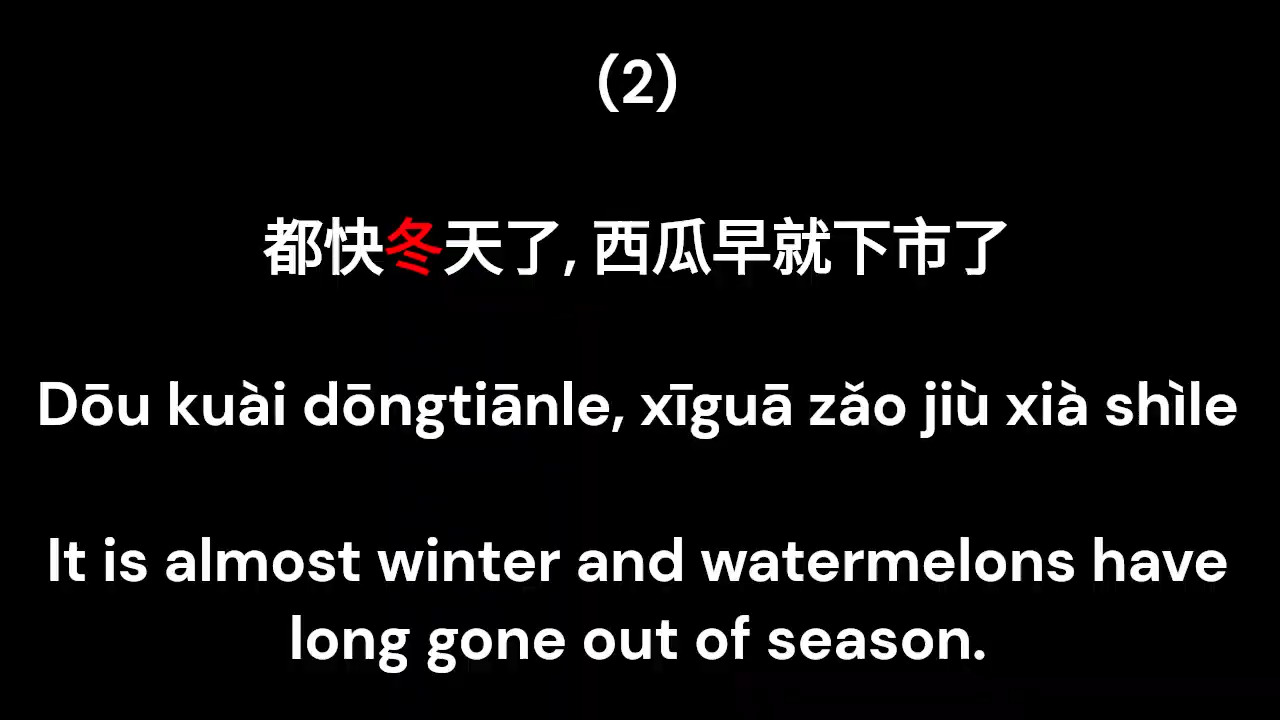 (2)
都快冬天了, 西瓜早就下市了
Dōu kuài dōngtiānle, xīguā zǎo jiù xià shìle
It is almost winter and watermelons have
long gone out of season.